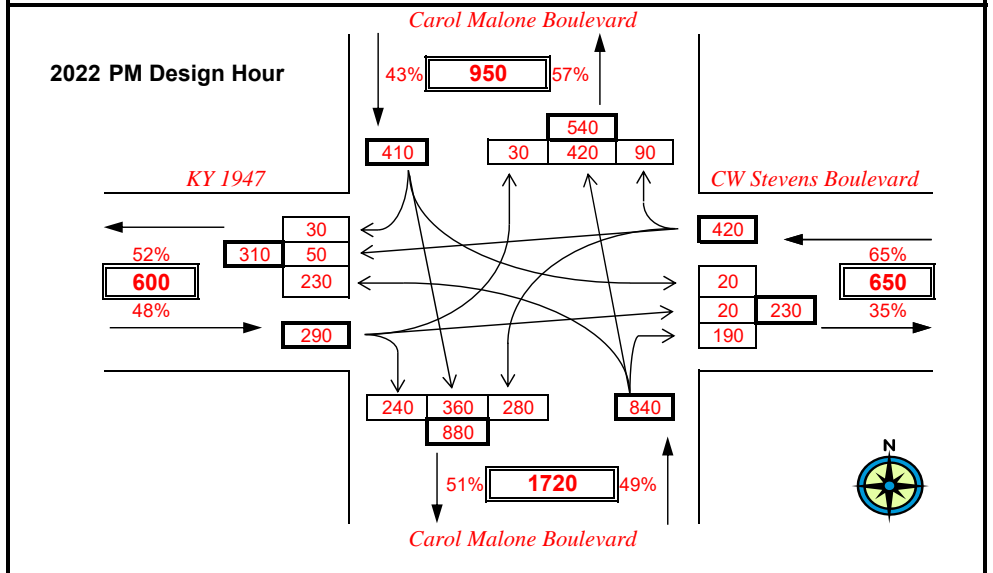 Carol Malone Boulevard
2022 PM Design Hour
43% 950 57%
540
410
30 420 90
KY 1947
CW Stevens Boulevard
30
420
52%
310 50
65%
600
230
20
650
48%
20 230
35%
290
190
240 360 280
840
880
N
51% 1720 49%
Carol Malone Boulevard